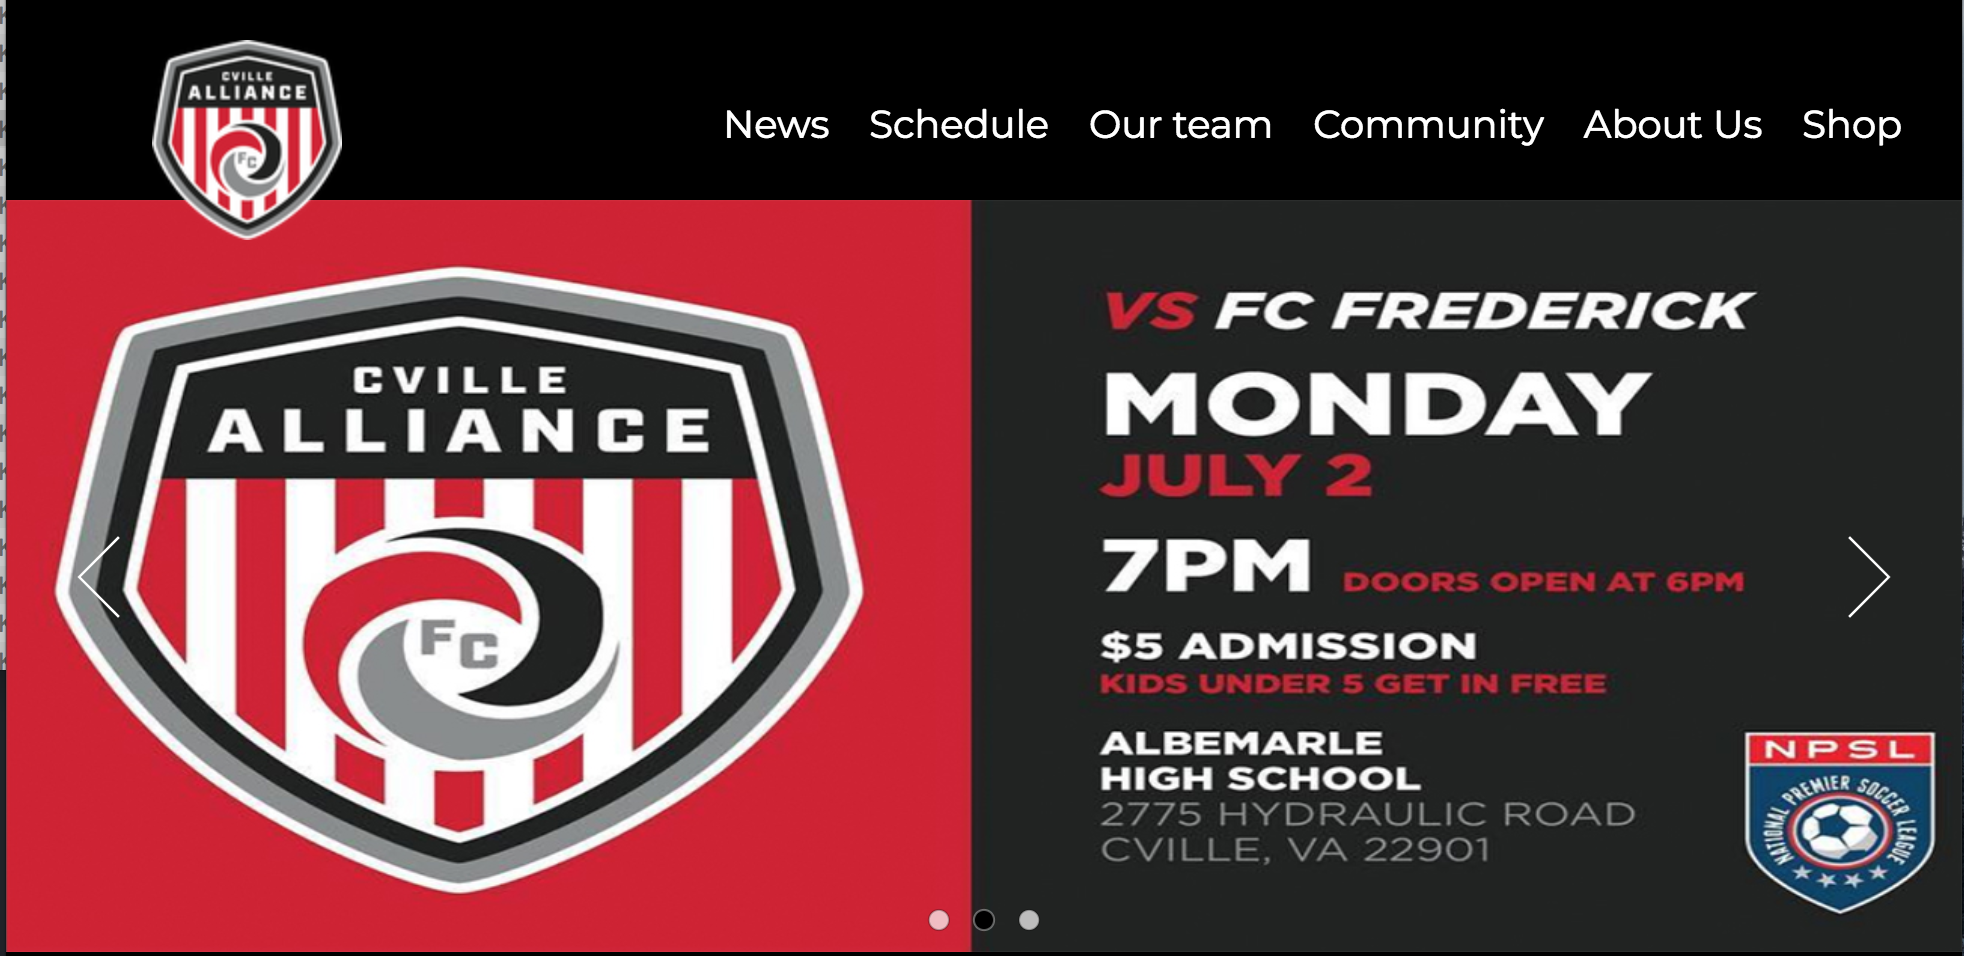 CVILLE
ALLIANCE
FC
News Schedule Our team Community About Us Shop
CVILLE
ALLIANCE
FC
VS FC FREDERICK
MONDAY
JULY 2
7PM DOORS OPEN AT 6PM
$5 ADMISSION
KIDS UNDER 5 GET IN FREE
ALBEMARLE
HIGH SCHOOL
2775 HYDRAULIC ROAD
CVILLE, VA 22901
NPSL
NATIONAL PREMIER SOCCER LEAGUE